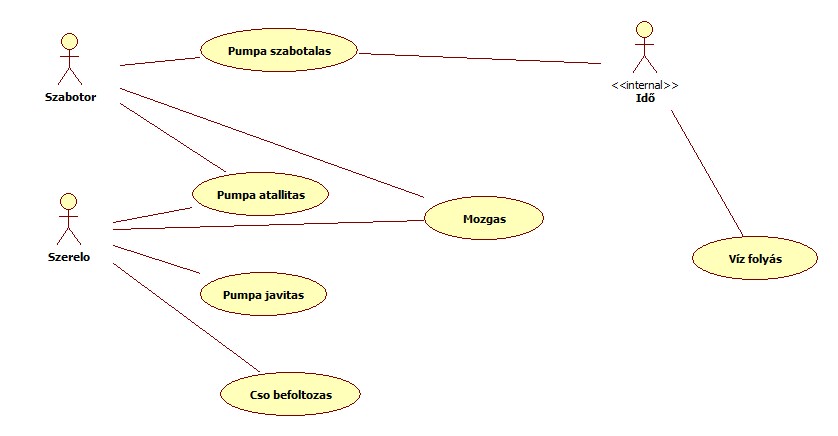 Pumpa szabotalas
Szabotor
<<internal>>
Idő
Pumpa atallitas
Mozgas
Szerelo
Víz folyás
Pumpa javitas
Cso befoltozas